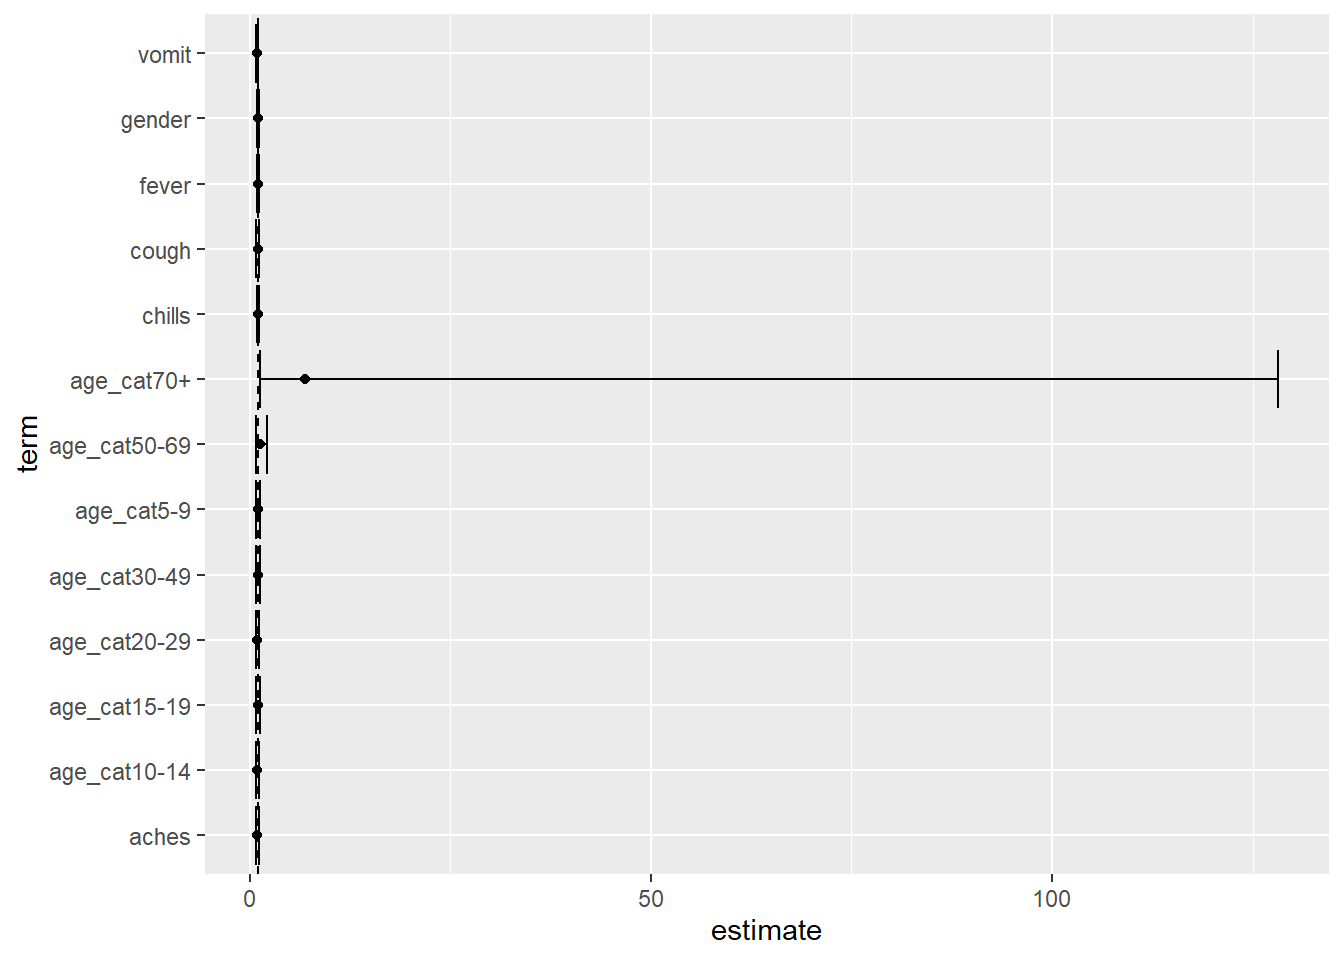 vomit
gender
fever
cough
chills
age_cat70+
age_cat50-69
age_cat5-9
age_cat30-49
age_cat20-29
age_cat15-19
age_cat10-14
aches
term
0 50 100
estimate